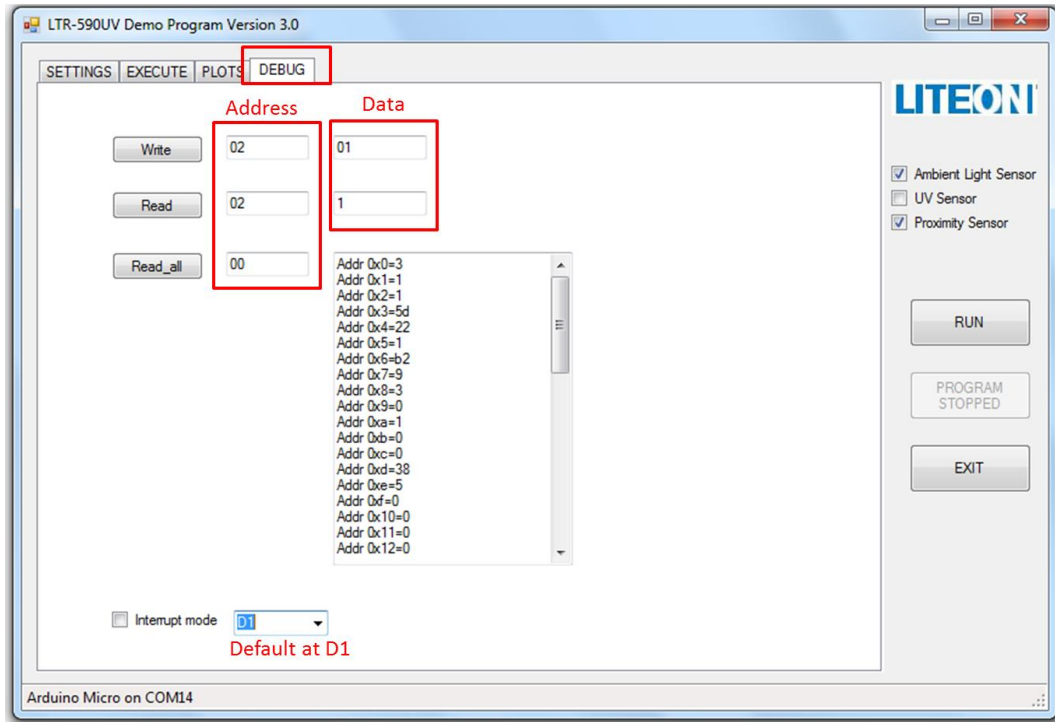 LTR-590UV Demo Program Version 3.0
SETTINGS EXECUTE PLOTS DEBUG
LITEON
Address Data
Write 02 01
Read 02 1
Read_all 00
Addr 0x0=3
Addr 0x1=1
Addr 0x2=1
Addr 0x3=5d
Addr 0x4=22
Addr 0x5=1
Addr 0x6=b2
Addr 0x7=9
Addr 0x8=3
Addr 0x9=0
Addr 0xa=1
Addr 0xb=0
Addr 0xc=0
Addr 0xd=38
Addr 0xe=5
Addr 0xf=0
Addr 0x10=0
Addr 0x11=0
Addr 0x12=0
Interrupt mode D1
Default at D1
Ambient Light Sensor
UV Sensor
Proximity Sensor
RUN
PROGRAM
STOPPED
EXIT
Arduino Micro on COM14